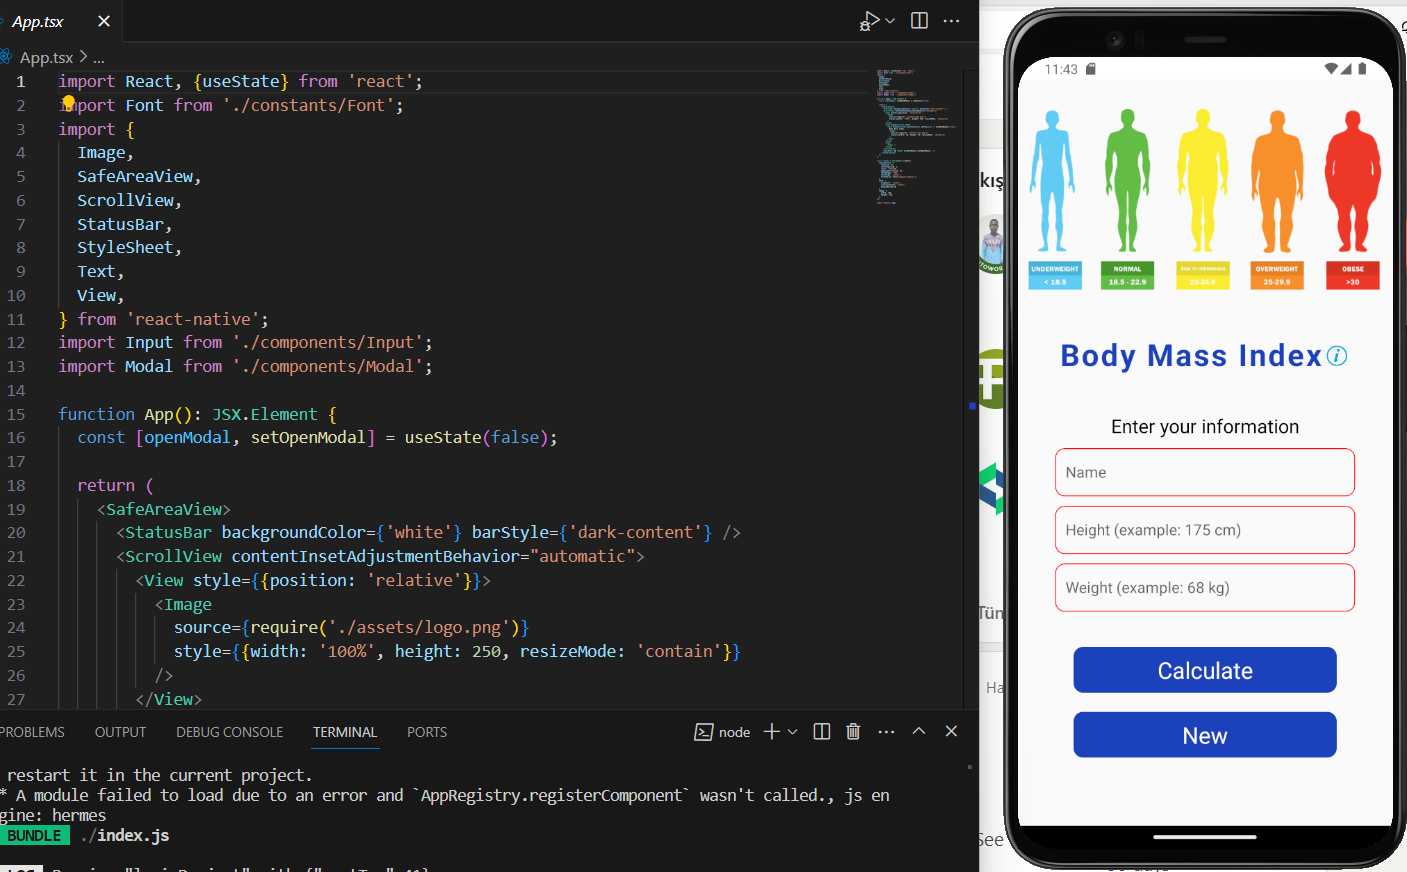 App.tsx
App.tsx > ...
1 import React, {useState} from 'react';
2 import Font from './constants/Font';
3 import {
4 Image,
5 SafeAreaView,
6 ScrollView,
7 StatusBar,
8 StyleSheet,
9 Text,
10 View,
11 } from 'react-native';
12 import Input from './components/Input';
13 import Modal from './components/Modal';
14
15 function App(): JSX.Element {
16 const [openModal, setOpenModal] = useState(false);
17
18 return (
19 <SafeAreaView>
20 <StatusBar backgroundColor={'white'} barStyle={'dark-content'} />
21 <ScrollView contentInsetAdjustmentBehavior="automatic">
22 <View style={{position: 'relative'}}>
23 <Image
24 source={require('./assets/logo.png')}
25 style={{width: '100%', height: 250, resizeMode: 'contain'}}
26 />
27 </View>
PROBLEMS OUTPUT DEBUG CONSOLE TERMINAL PORTS node
restart it in the current project.
* A module failed to load due to an error and `AppRegistry.registerComponent` wasn't called., js en
gine: hermes
BUNDLE ./index.js
kış
Tün
Ha
See
11:43
UNDERWEIGHT NORMAL OVERWEIGHT OBESE
< 18.5 18.5 - 22.9 23-24.9 25-29.9 >30
Body Mass Index i
Enter your information
Name
Height (example: 175 cm)
Weight (example: 68 kg)
Calculate
New